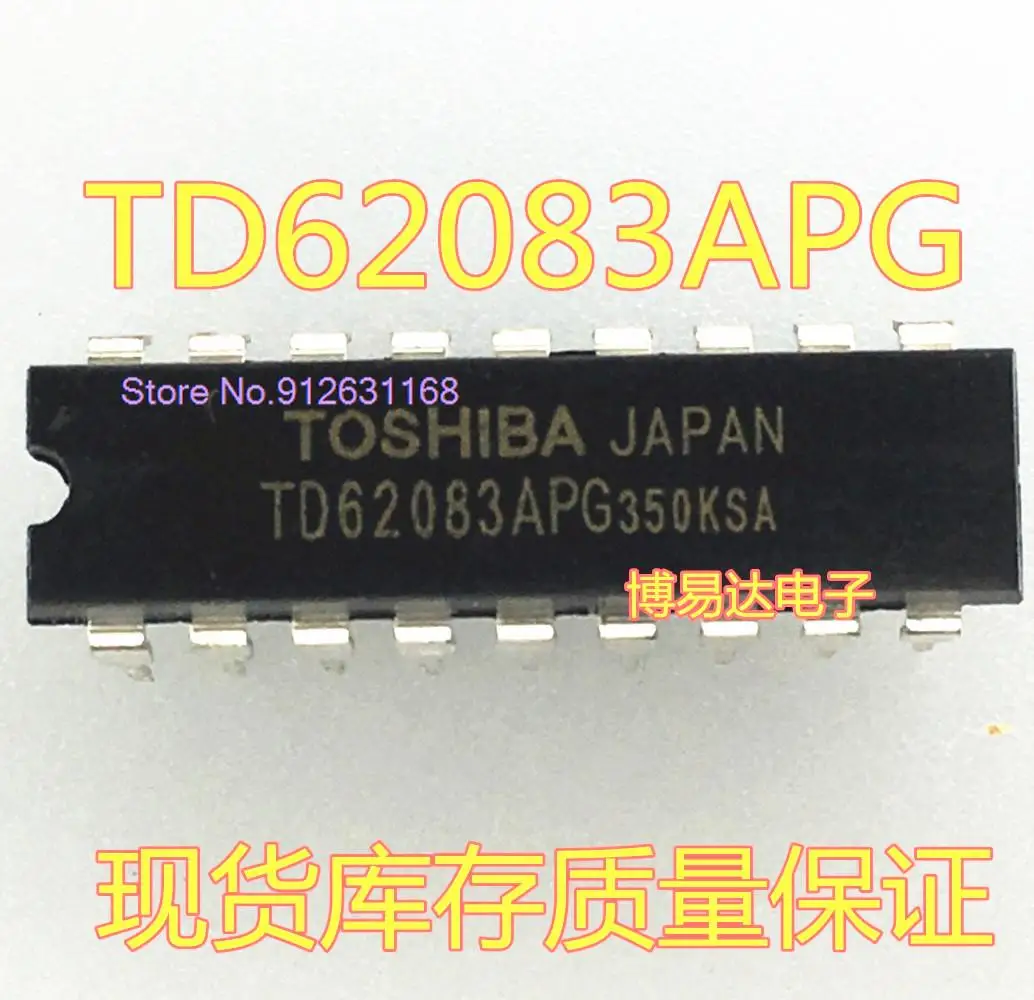 TD62083APG
Store No.912631168
TOSHIBA JAPAN
TD62083APG350KSA
博易达电子
现货库存质量保证